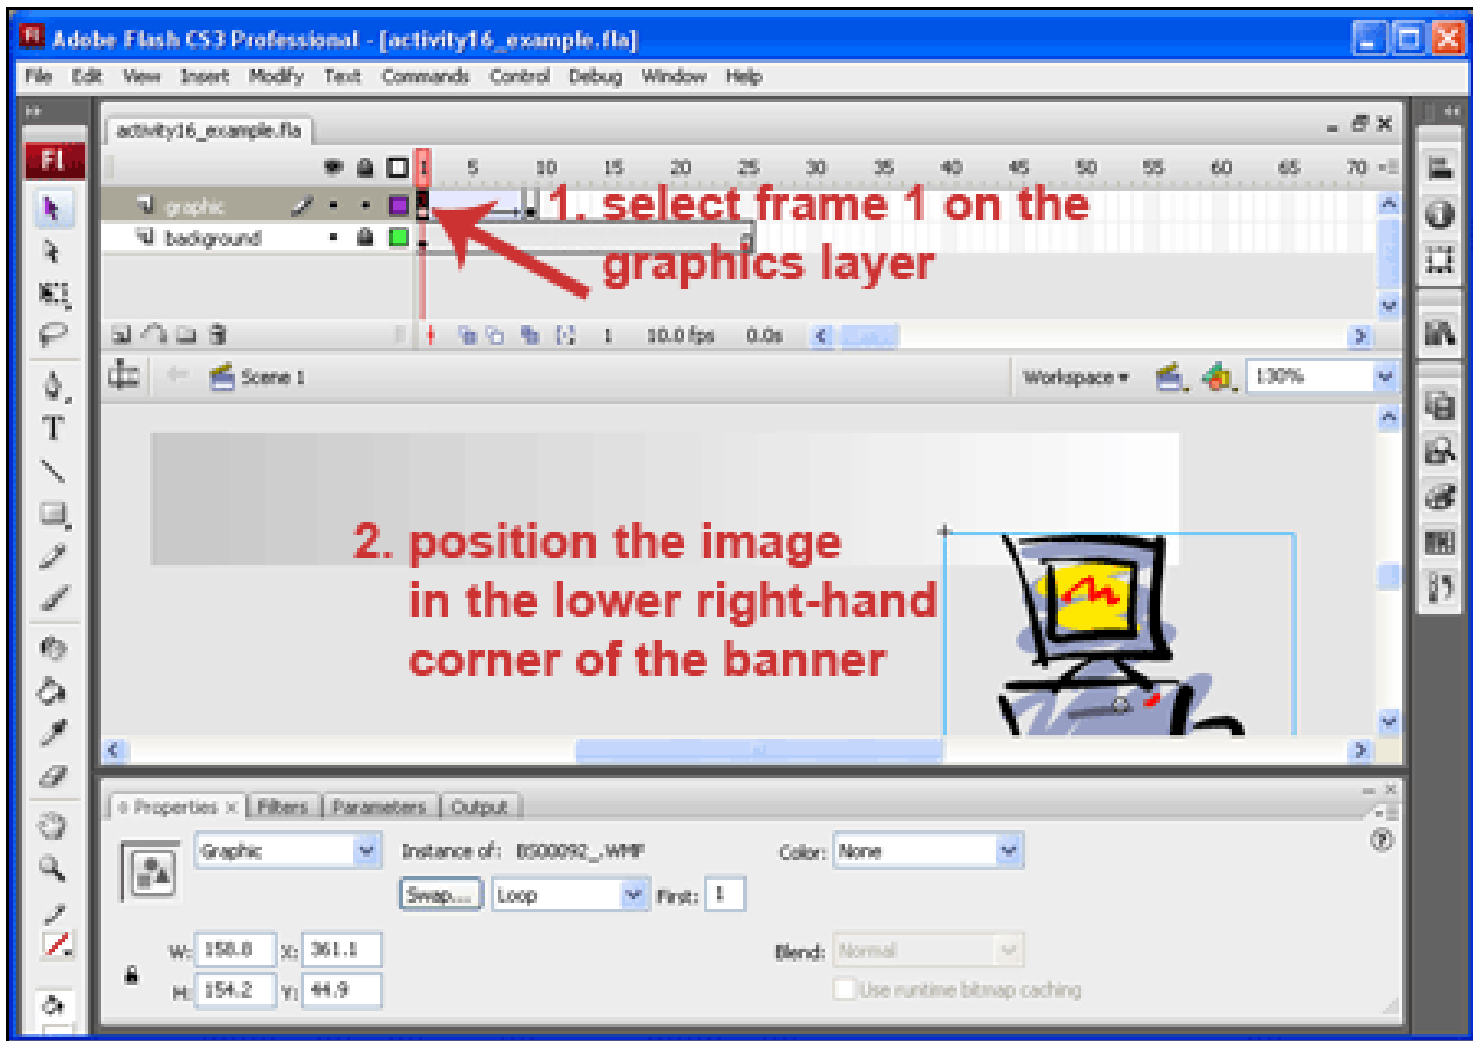 Fl Adobe Flash CS3 Professional - [activity16_example.fla]
File Edit View Insert Modify Text Commands Control Debug Window Help
activity16_example.fla
Fl
1 5 10 15 20 25 30 35 40 45 50 55 60 65 70
graphic
background
1. select frame 1 on the
graphics layer
1 10.0 fps 0.0s
Scene 1
Workspace
130%
2. position the image
in the lower right-hand
corner of the banner
Properties × Filters Parameters Output
Graphic
Instance of: BS00092_.WMF
Color: None
Swap... Loop First: 1
W: 158.8 X: 361.1
Blend: Normal
H: 154.2 Y: 44.9
Use runtime bitmap caching